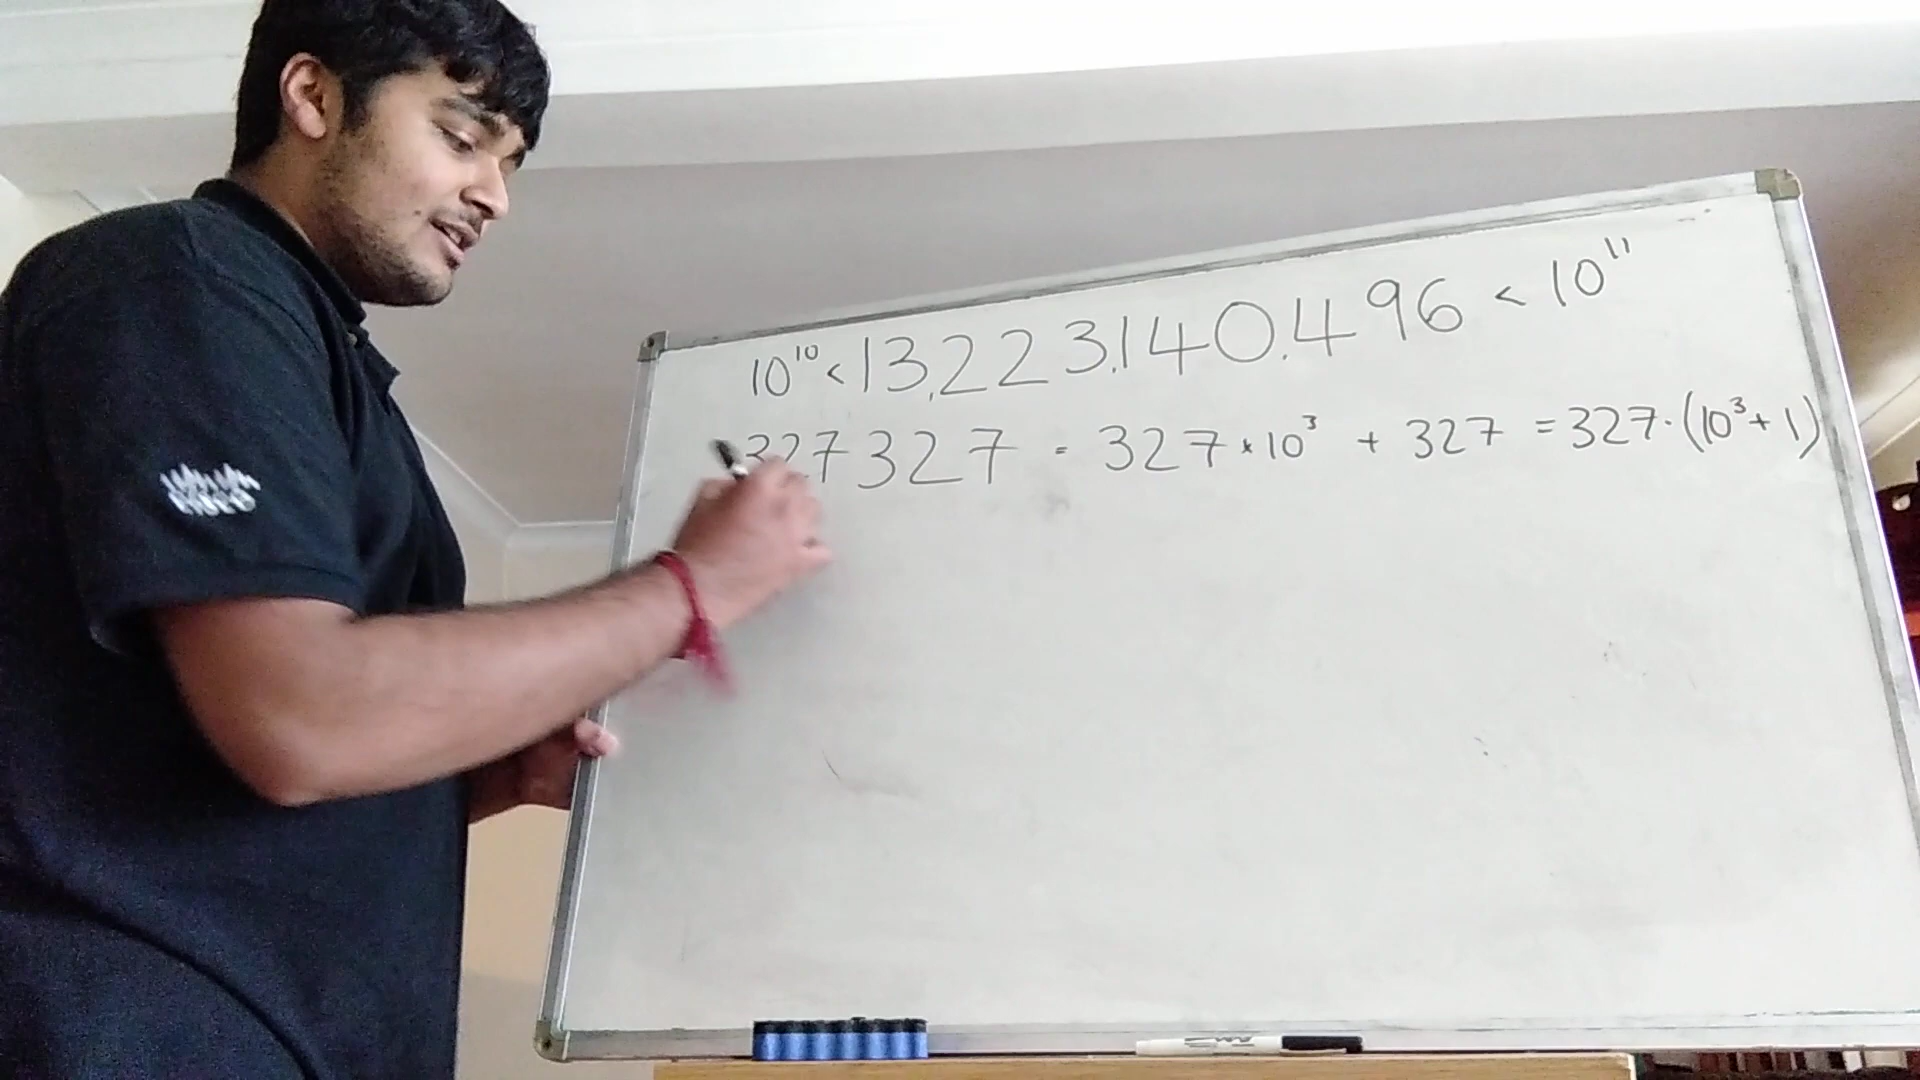 10¹⁰ < 13,223,140,496 < 10¹¹
327327 = 327 × 10³ + 327 = 327·(10³ + 1)